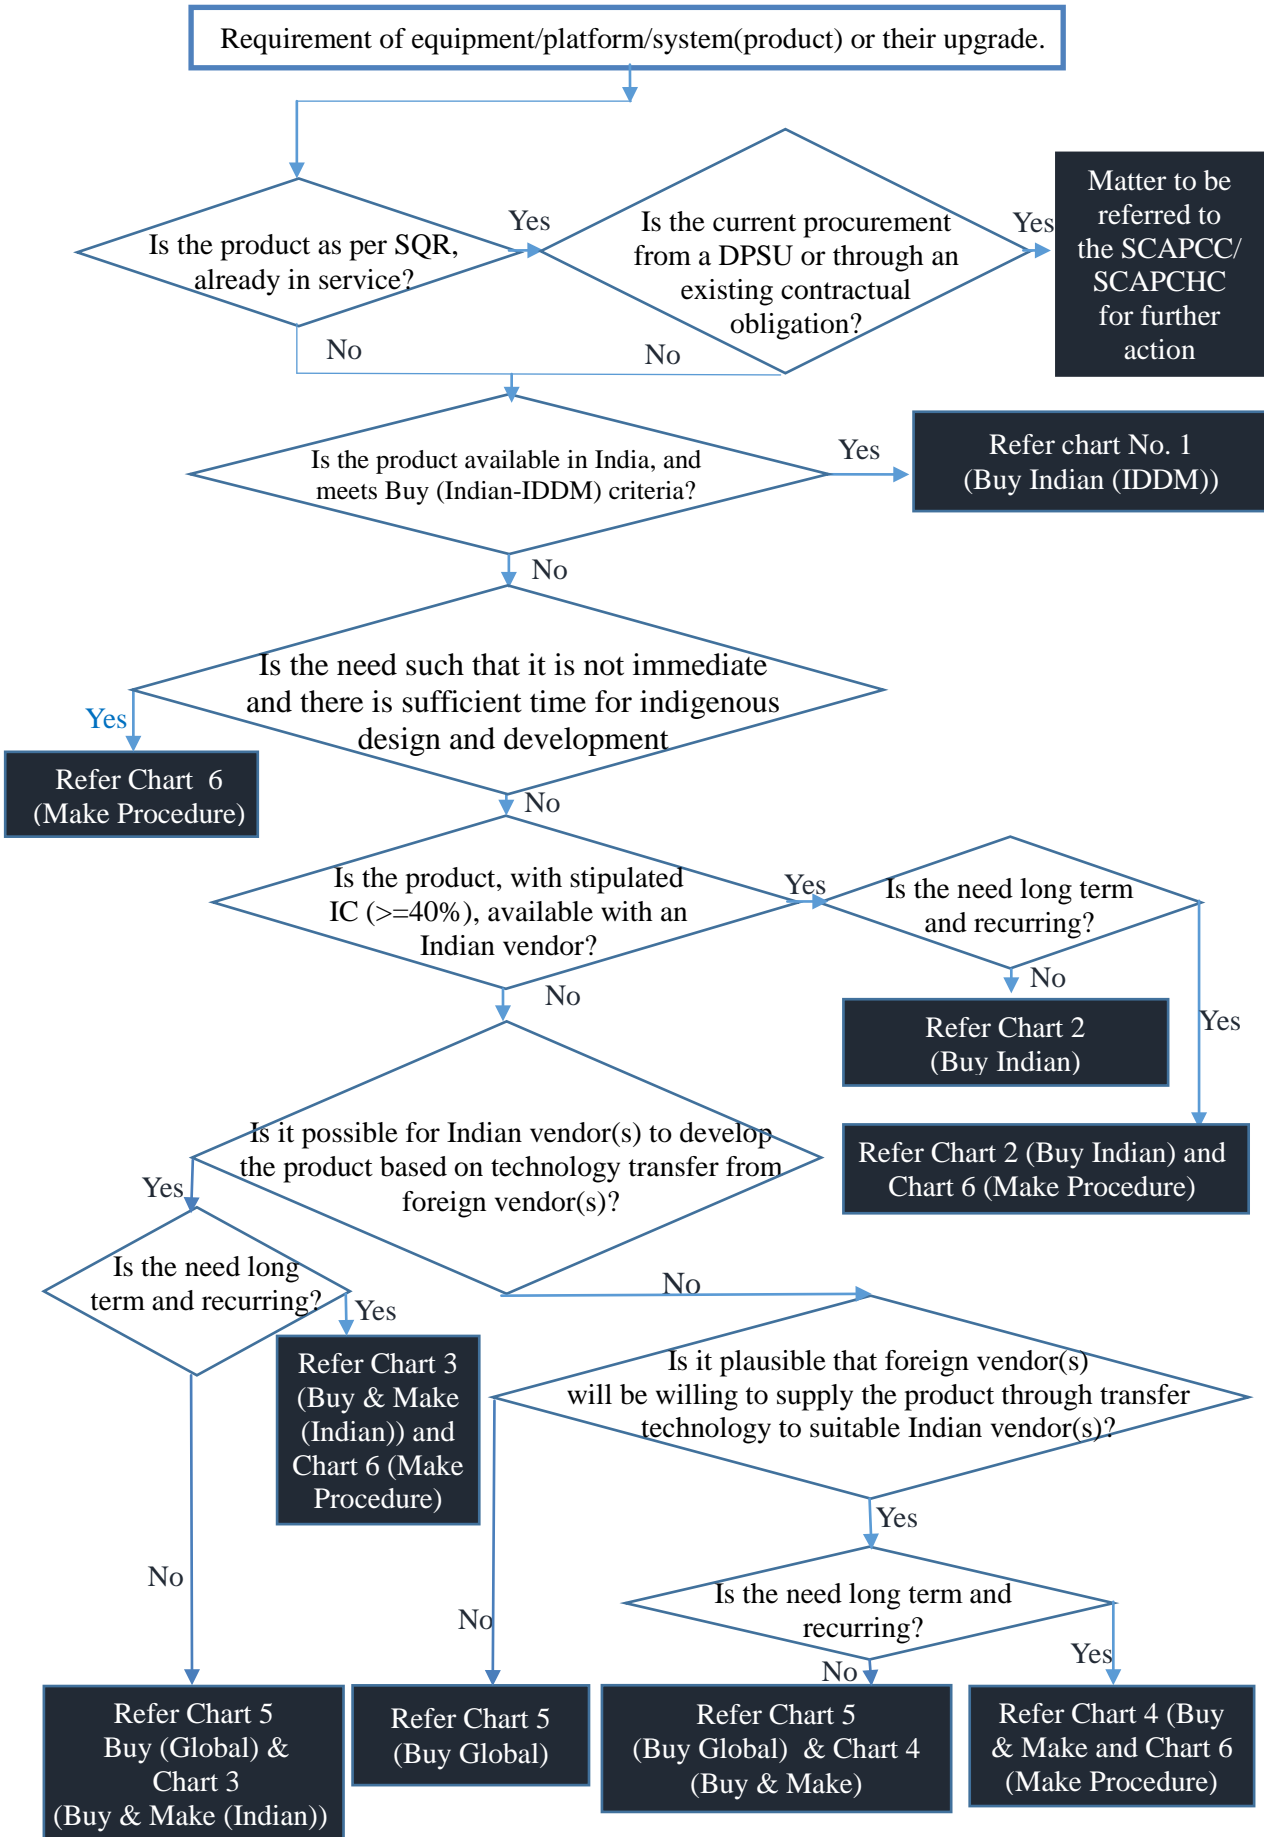 Requirement of equipment/platform/system(product) or their upgrade.
Is the product as per SQR,
already in service?
Yes
No
Is the current procurement
from a DPSU or through an
existing contractual
obligation?
Yes
No
Matter to be
referred to
the SCAPCC/
SCAPCHC
for further
action
Is the product available in India, and
meets Buy (Indian-IDDM) criteria?
Yes
Refer chart No. 1
(Buy Indian (IDDM))
No
Is the need such that it is not immediate
and there is sufficient time for indigenous
design and development
Yes
Refer Chart 6
(Make Procedure)
No
Is the product, with stipulated
IC (>=40%), available with an
Indian vendor?
Yes
Is the need long term
and recurring?
No
Refer Chart 2
(Buy Indian)
Yes
Refer Chart 2 (Buy Indian) and
Chart 6 (Make Procedure)
No
Is it possible for Indian vendor(s) to develop
the product based on technology transfer from
foreign vendor(s)?
Yes
Is the need long
term and recurring?
Yes
Refer Chart 3
(Buy & Make
(Indian)) and
Chart 6 (Make
Procedure)
No
Refer Chart 5
Buy (Global) &
Chart 3
(Buy & Make (Indian))
No
Is it plausible that foreign vendor(s)
will be willing to supply the product through transfer
technology to suitable Indian vendor(s)?
No
Refer Chart 5
(Buy Global)
Yes
Is the need long term and
recurring?
No
Refer Chart 5
(Buy Global) & Chart 4
(Buy & Make)
Yes
Refer Chart 4 (Buy
& Make and Chart 6
(Make Procedure)